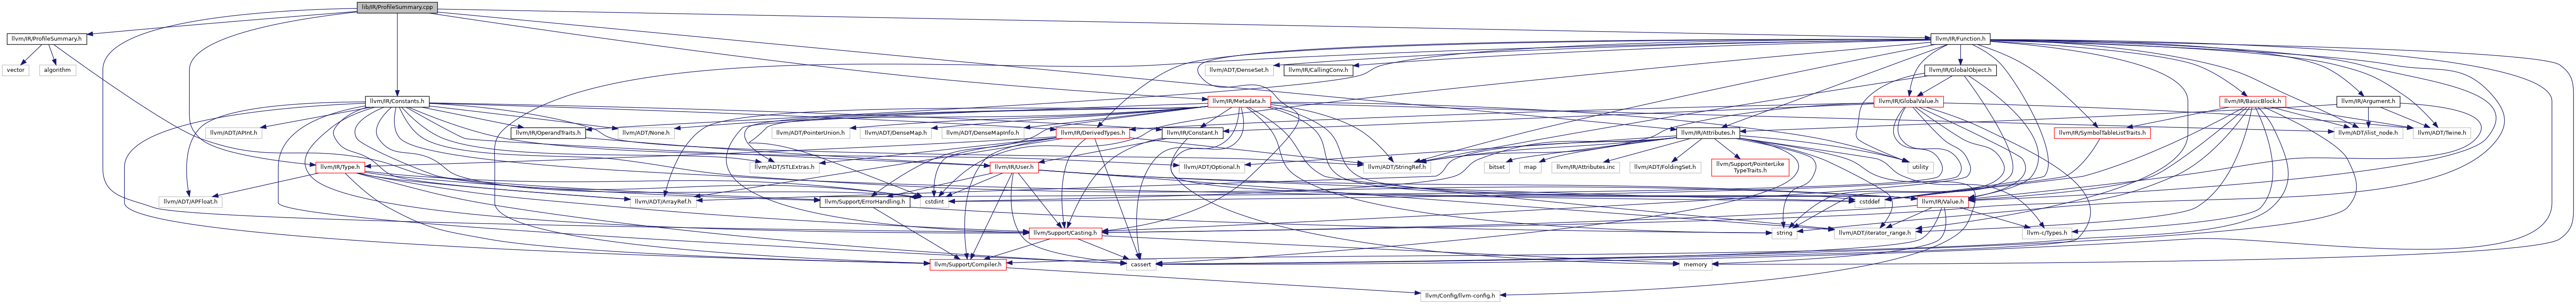 lib/IR/ProfileSummary.cpp
llvm/IR/ProfileSummary.h
llvm/IR/Function.h
vector
algorithm
llvm/ADT/DenseSet.h
llvm/IR/CallingConv.h
llvm/IR/GlobalObject.h
llvm/IR/Constants.h
llvm/IR/Metadata.h
llvm/IR/GlobalValue.h
llvm/IR/BasicBlock.h
llvm/IR/Argument.h
llvm/ADT/APInt.h
llvm/IR/OperandTraits.h
llvm/ADT/None.h
llvm/ADT/PointerUnion.h
llvm/ADT/DenseMap.h
llvm/ADT/DenseMapInfo.h
llvm/IR/DerivedTypes.h
llvm/IR/Constant.h
llvm/IR/Attributes.h
llvm/IR/SymbolTableListTraits.h
llvm/ADT/ilist_node.h
llvm/ADT/Twine.h
llvm/IR/Type.h
llvm/ADT/STLExtras.h
llvm/IR/User.h
llvm/ADT/Optional.h
llvm/ADT/StringRef.h
bitset
map
llvm/IR/Attributes.inc
llvm/ADT/FoldingSet.h
llvm/Support/PointerLike
TypeTraits.h
utility
llvm/ADT/APFloat.h
llvm/ADT/ArrayRef.h
llvm/Support/ErrorHandling.h
cstdint
cstddef
llvm/IR/Value.h
llvm/Support/Casting.h
string
llvm/ADT/iterator_range.h
llvm-c/Types.h
llvm/Support/Compiler.h
cassert
memory
llvm/Config/llvm-config.h